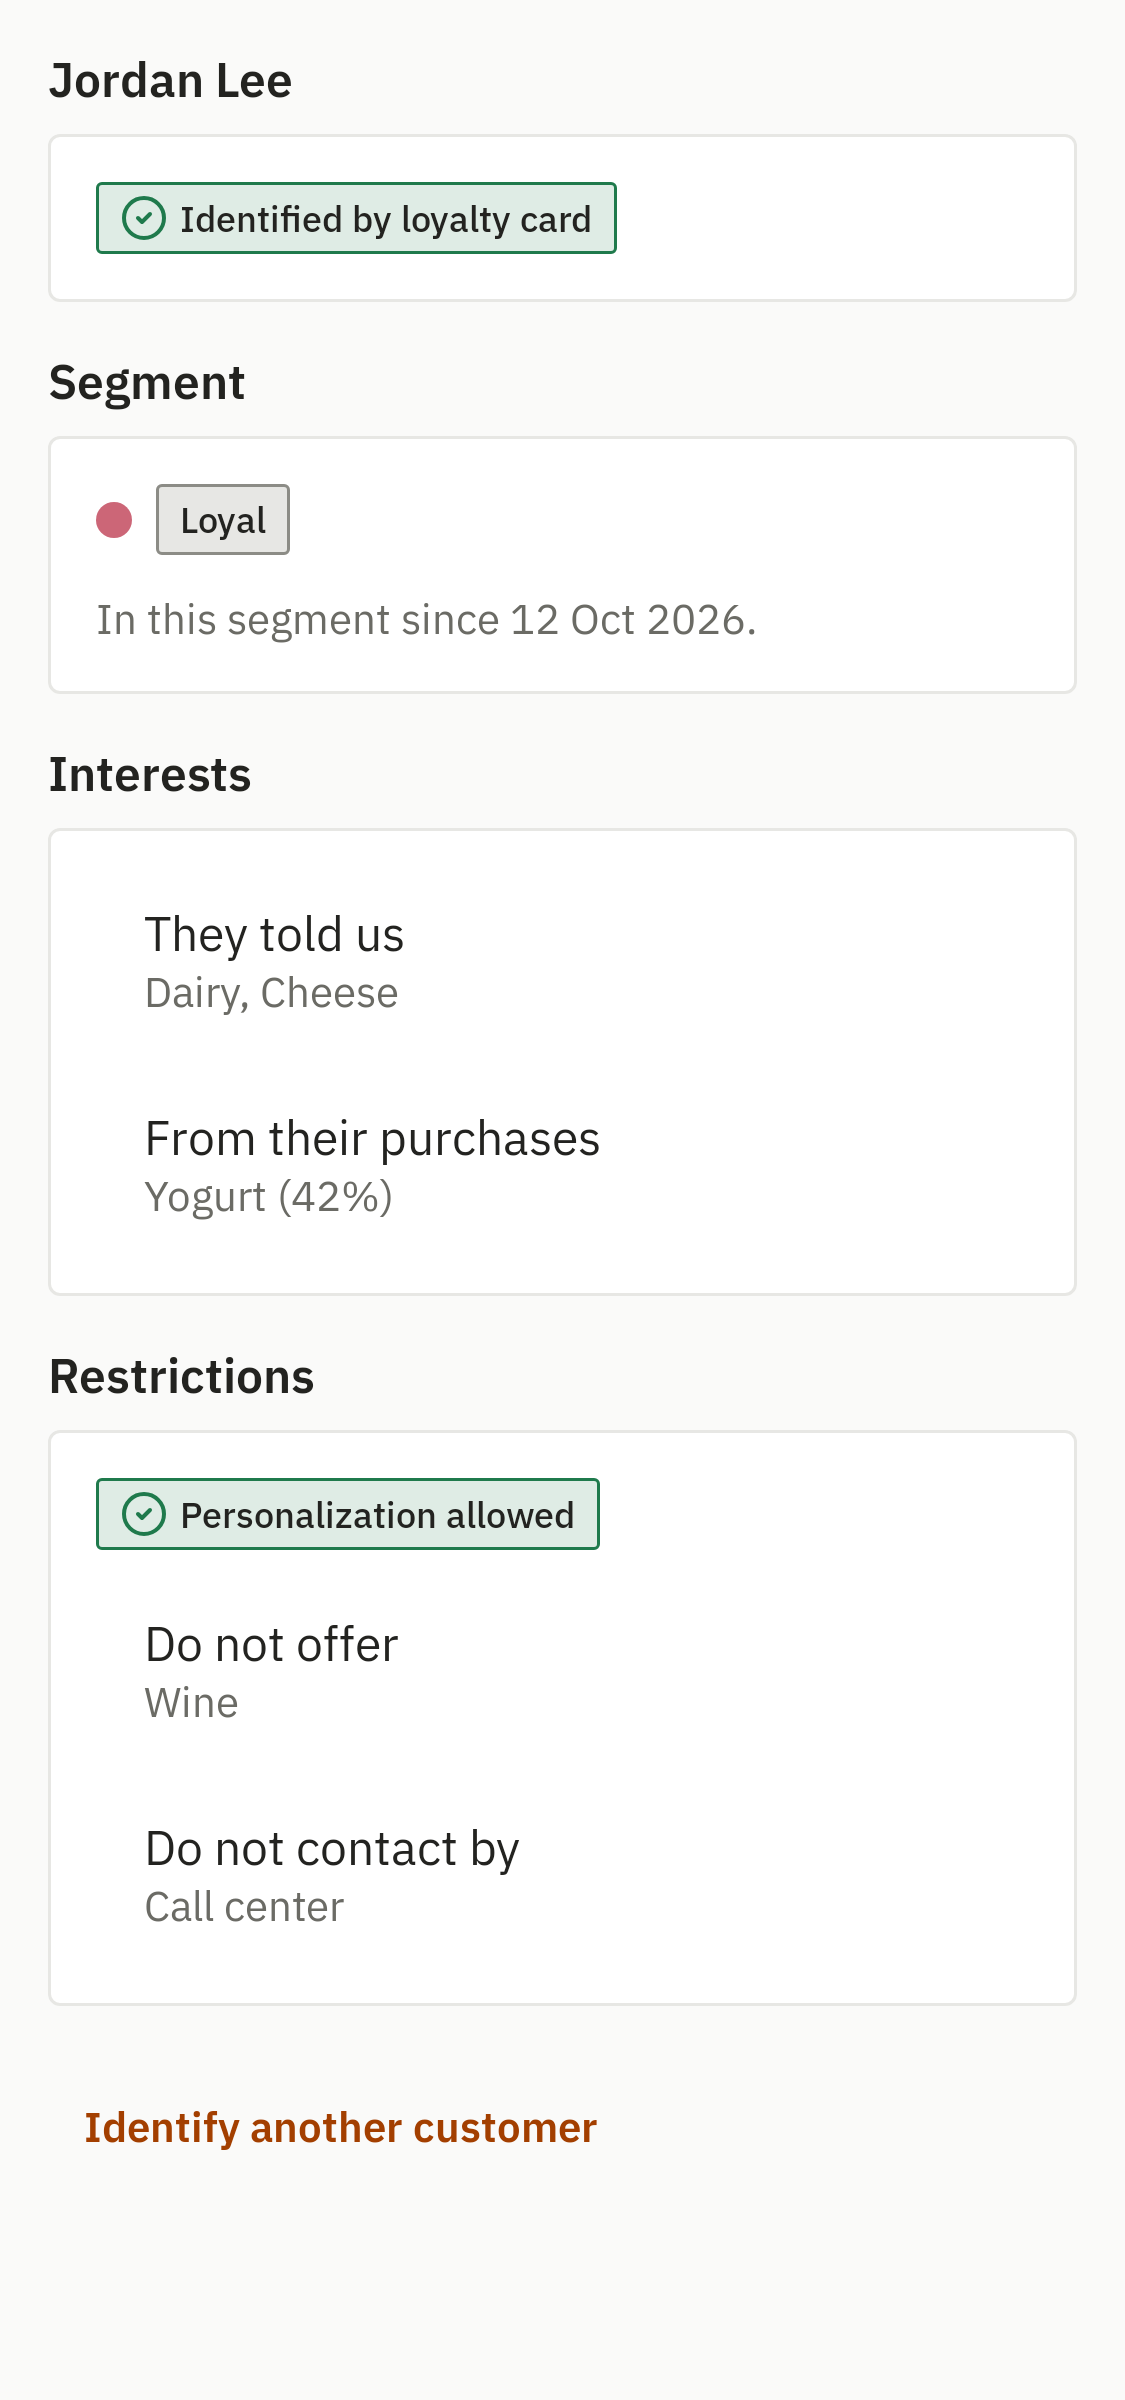 Jordan Lee
Identified by loyalty card
Segment
Loyal
In this segment since 12 Oct 2026.
Interests
They told us
Dairy, Cheese
From their purchases
Yogurt (42%)
Restrictions
Personalization allowed
Do not offer
Wine
Do not contact by
Call center
Identify another customer